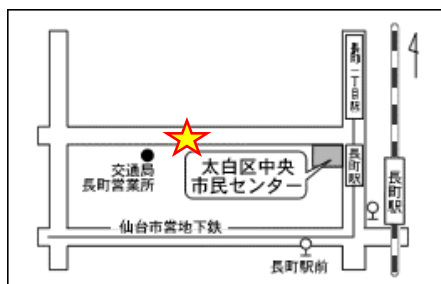 長町一丁目駅
交通局
長町営業所
太白区中央
市民センター
長町駅
長町駅
仙台市営地下鉄
長町駅前